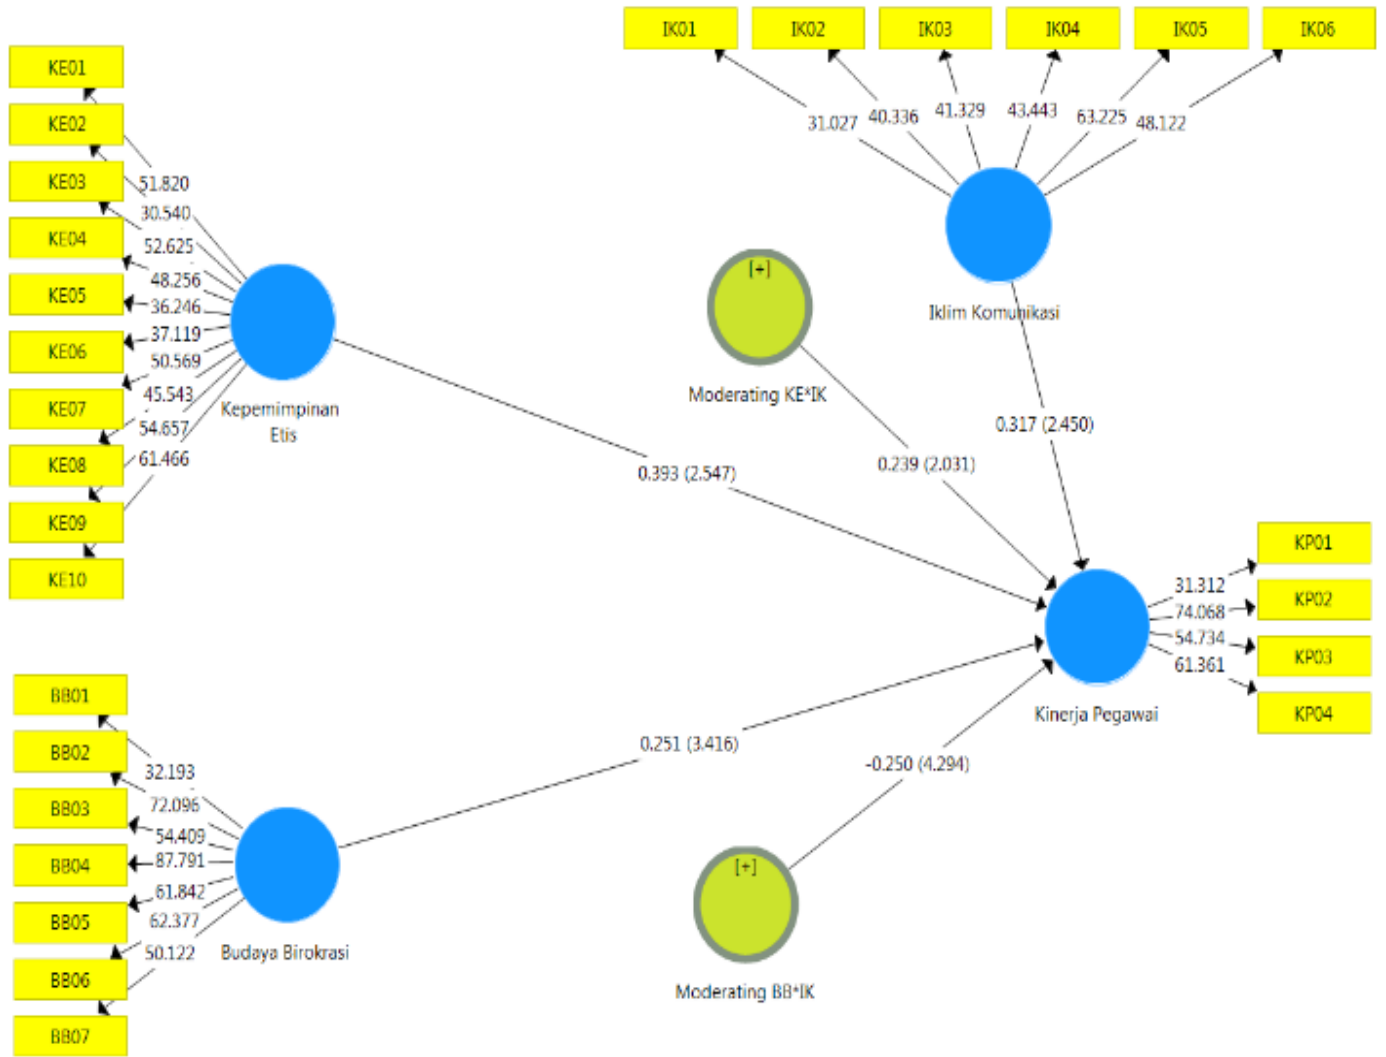 IK01
IK02
IK03
IK04
IK05
IK06
31.027
40.336
41.329
43.443
63.225
48.122
Iklim Komunikasi
KE01
KE02
KE03
KE04
KE05
KE06
KE07
KE08
KE09
KE10
51.820
30.540
52.625
48.256
36.246
37.119
50.569
45.543
54.657
61.466
Kepemimpinan
Etis
[+]
Moderating KE*IK
0.393 (2.547)
0.239 (2.031)
0.317 (2.450)
KP01
KP02
KP03
KP04
31.312
74.068
54.734
61.361
Kinerja Pegawai
BB01
BB02
BB03
BB04
BB05
BB06
BB07
32.193
72.096
54.409
87.791
61.842
62.377
50.122
Budaya Birokrasi
0.251 (3.416)
-0.250 (4.294)
[+]
Moderating BB*IK